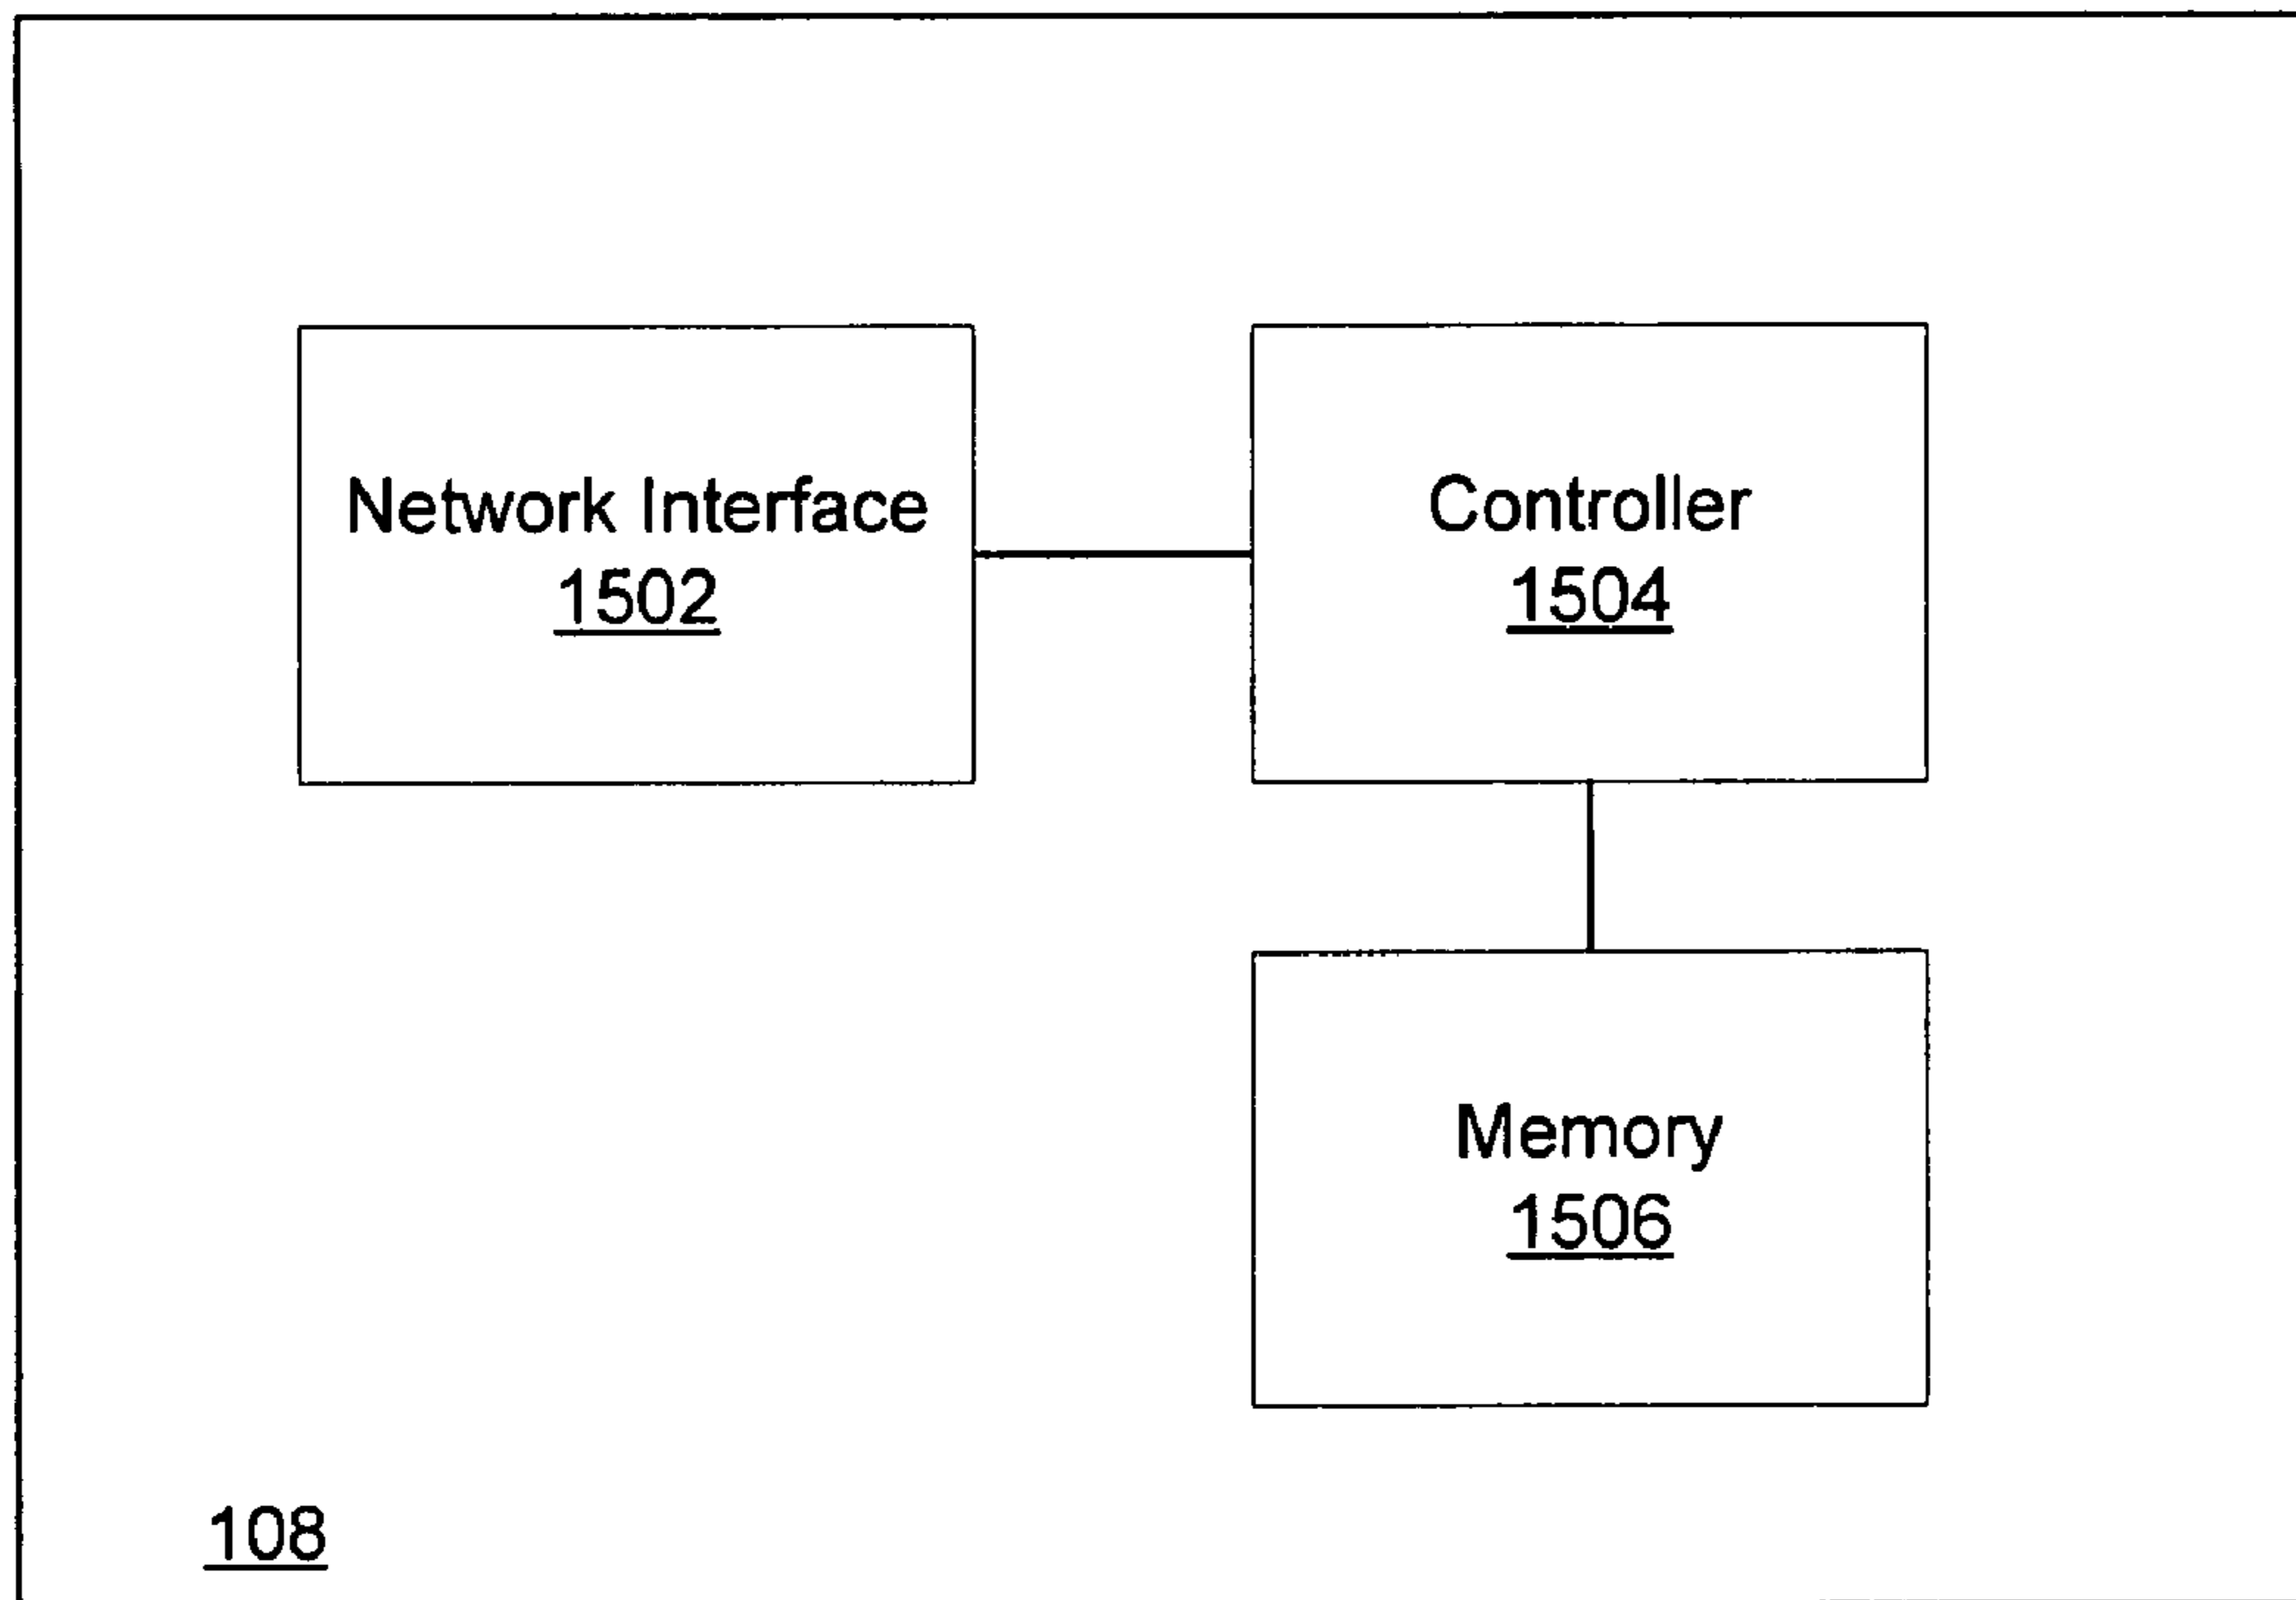 Network Interface
1502
Controller
1504
Memory
1506
108